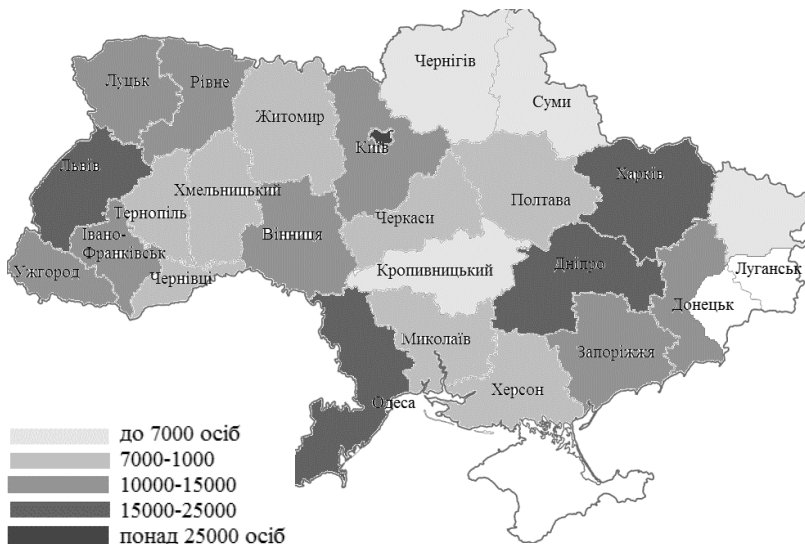 Чернігів
Луцьк
Рівне
Суми
Житомир
Київ
Львів
Харків
Хмельницький
Полтава
Тернопіль
Черкаси
Івано-
Франківськ
Вінниця
Ужгород
Чернівці
Кропивницький
Дніпро
Луганськ
Донецьк
Миколаїв
Запоріжжя
Херсон
Одеса
до 7000 осіб
7000-1000
10000-15000
15000-25000
понад 25000 осіб